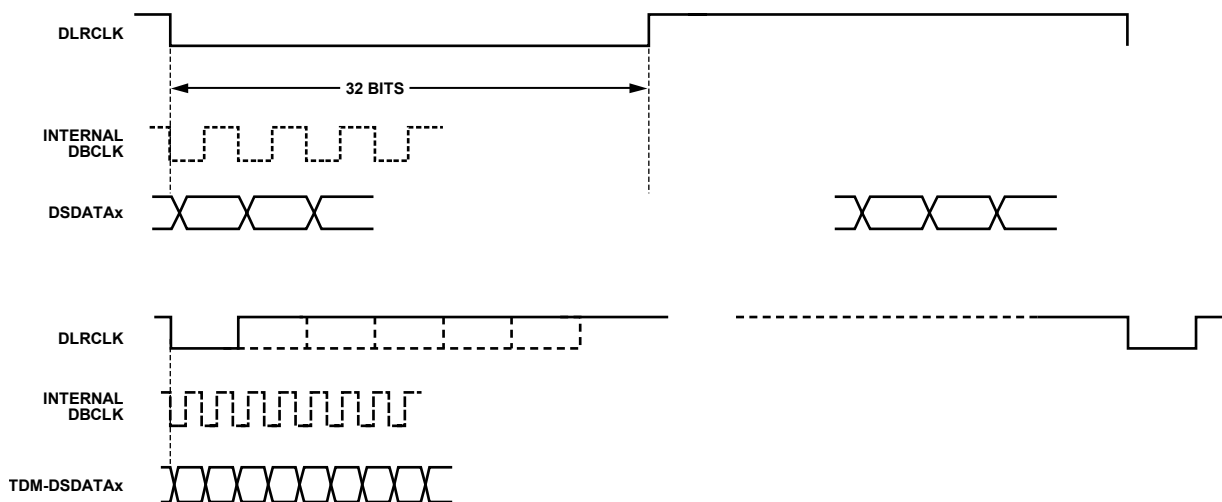 DLRCLK
32 BITS
INTERNAL
DBCLK
DSDATAx
DLRCLK
INTERNAL
DBCLK
TDM-DSDATAx